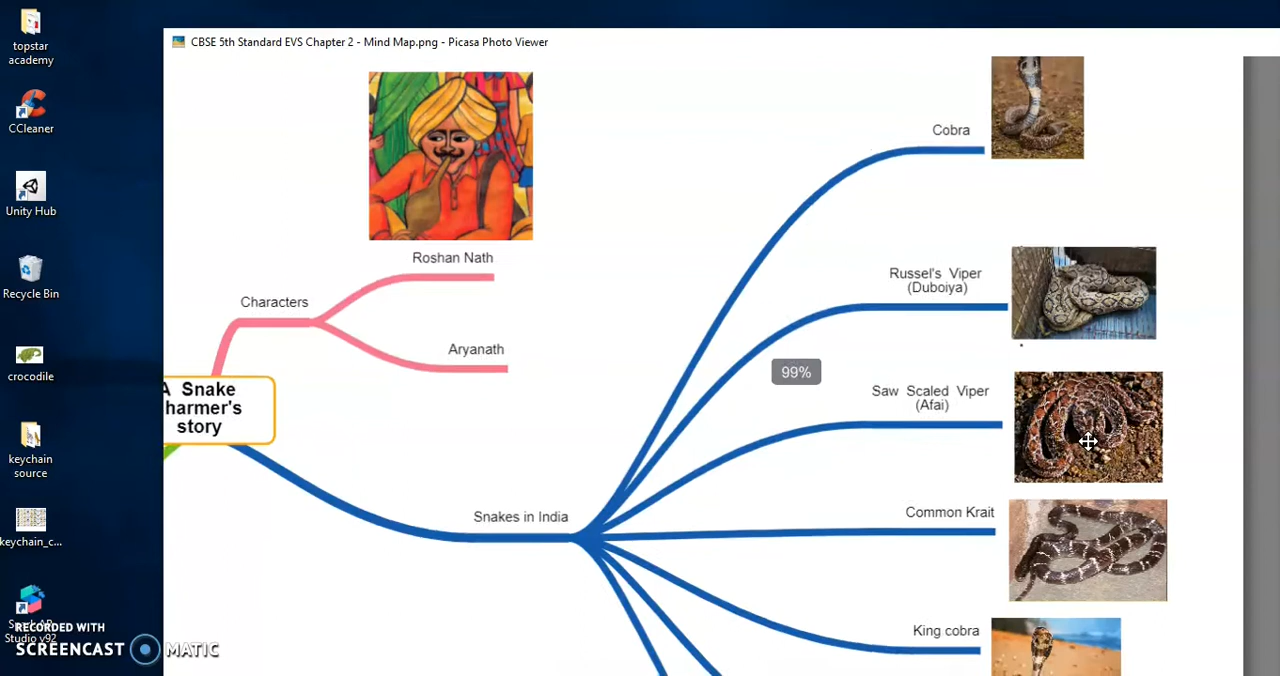 topstar
academy
CCleaner
Unity Hub
Recycle Bin
crocodile
keychain
source
keychain_c...
Studio v92
RECORDED WITH
SCREENCAST MATIC
CBSE 5th Standard EVS Chapter 2 - Mind Map.png - Picasa Photo Viewer
Cobra
Roshan Nath
Characters
Aryanath
Russel's Viper
(Duboiya)
99%
Saw Scaled Viper
(Afai)
A Snake
harmer's
story
Common Krait
Snakes in India
King cobra